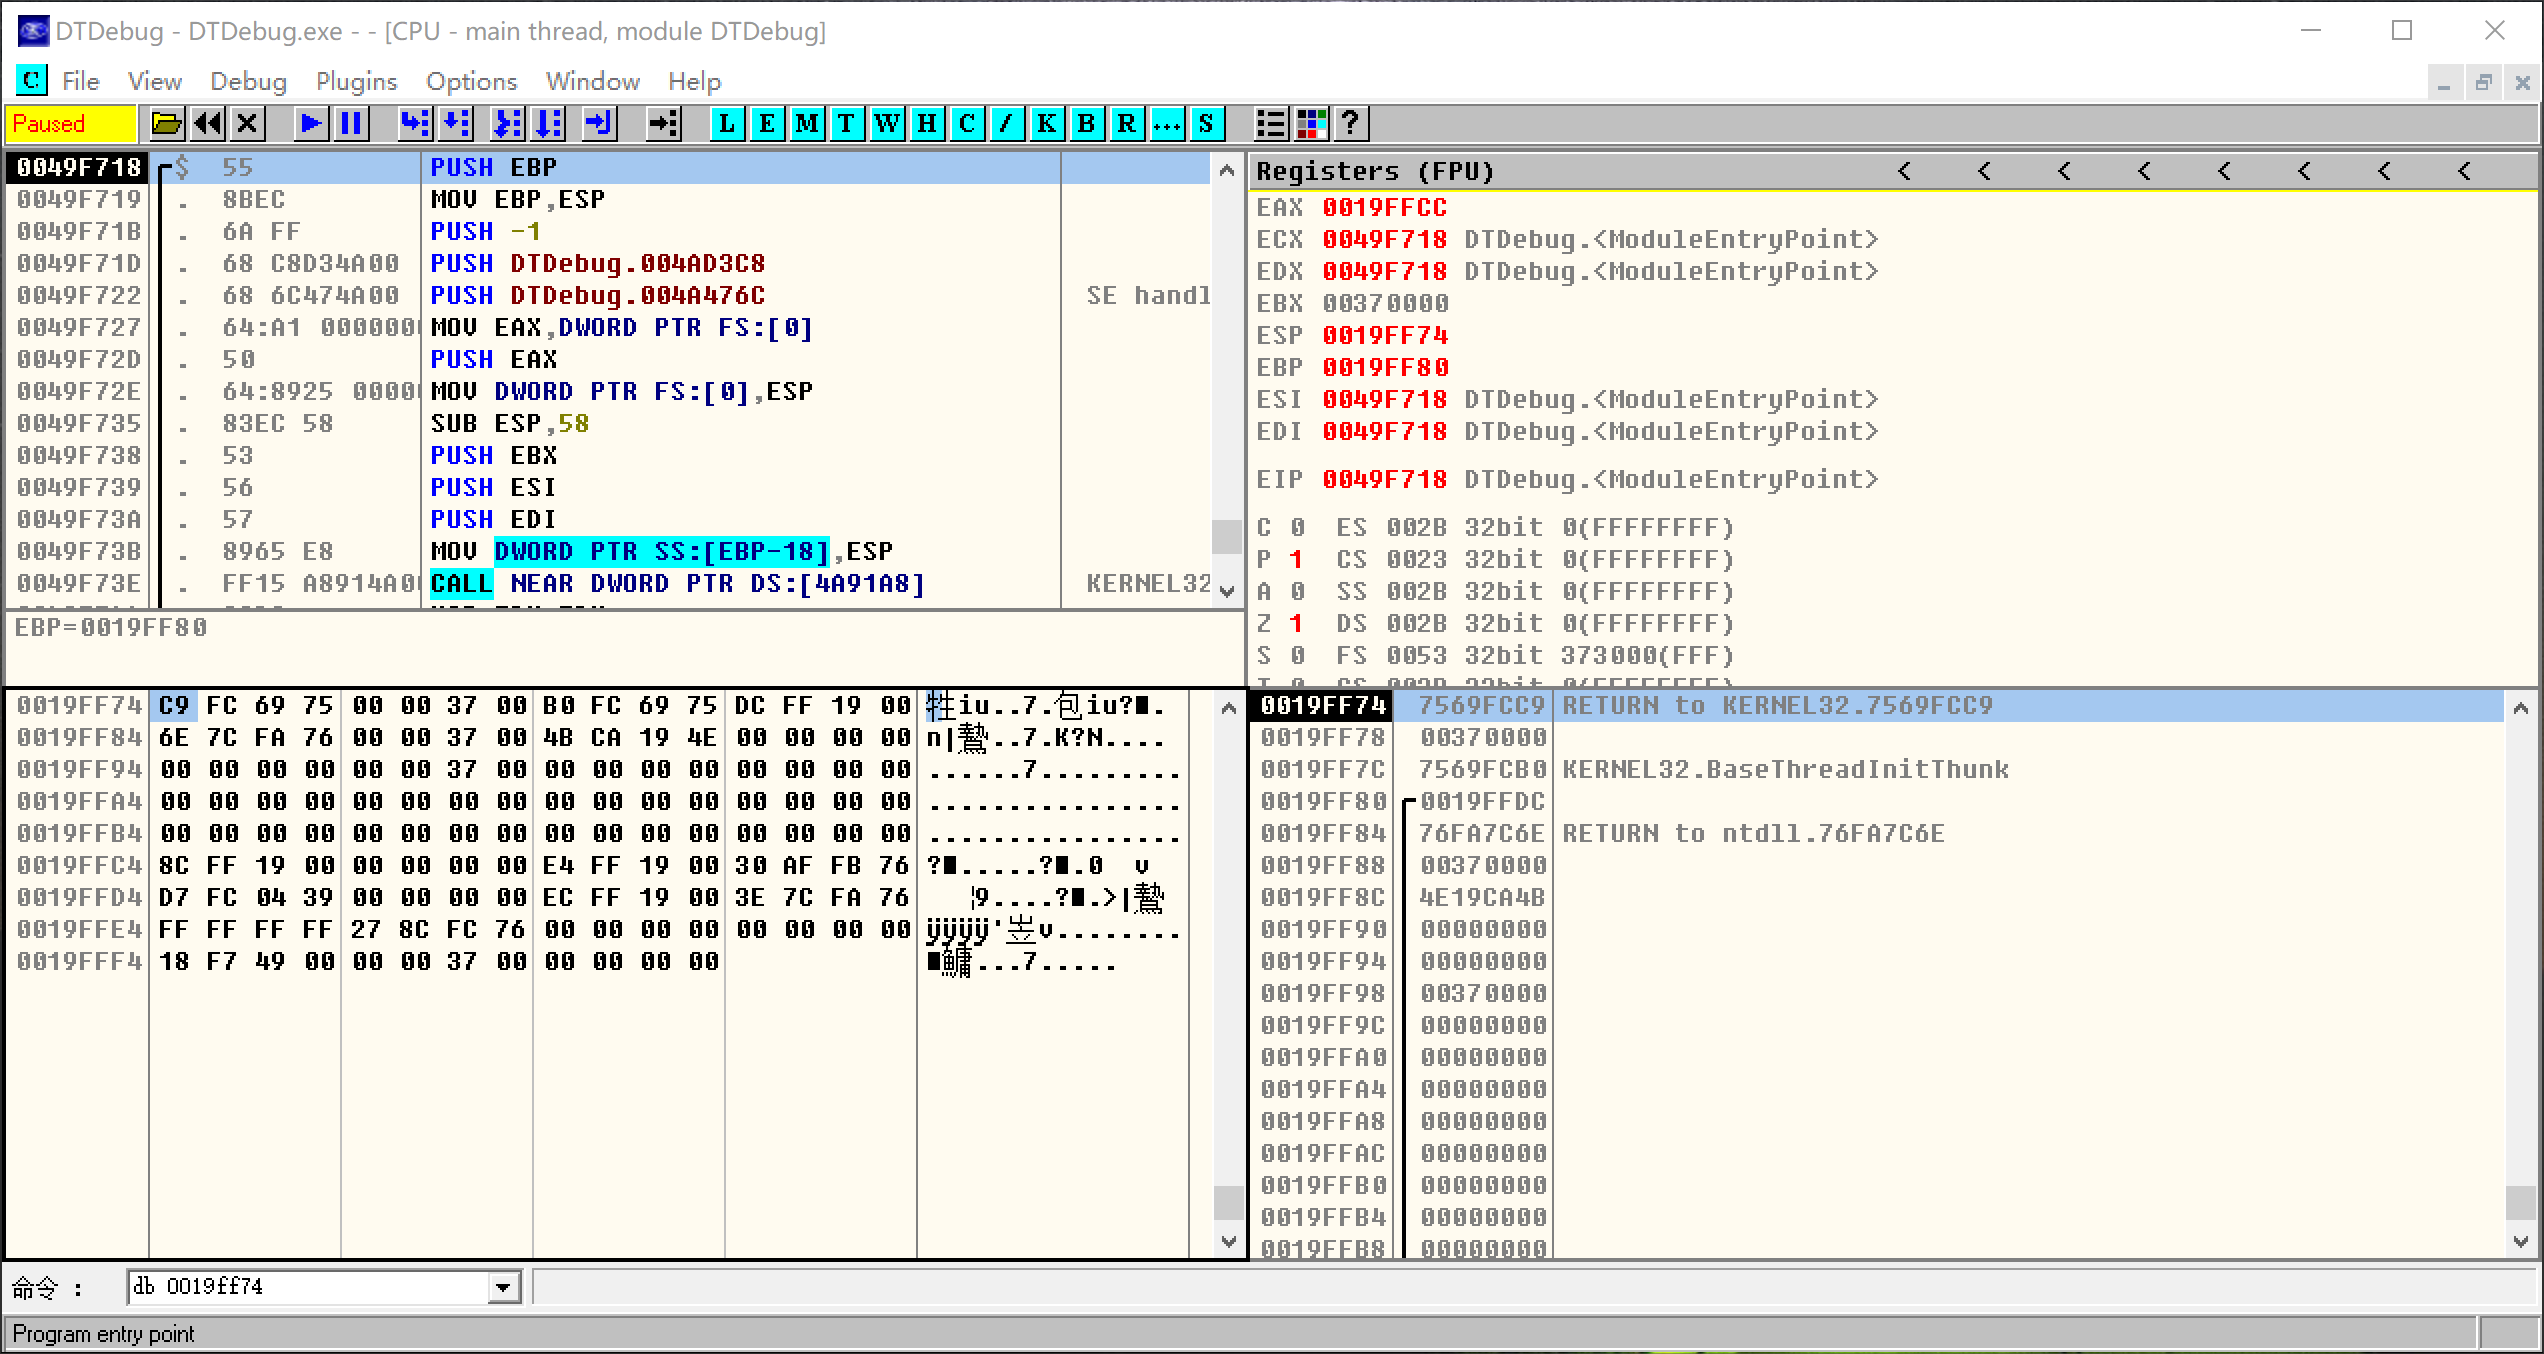 DTDebug - DTDebug.exe - - [CPU - main thread, module DTDebug]
C File View Debug Plugins Options Window Help
Paused L E M T W H C / K B R ... S ?
0049F718 $ 55 PUSH EBP
0049F719 . 8BEC MOV EBP,ESP
0049F71B . 6A FF PUSH -1
0049F71D . 68 C8D34A00 PUSH DTDebug.004AD3C8
0049F722 . 68 6C474A00 PUSH DTDebug.004A476C SE handl
0049F727 . 64:A1 0000000 MOV EAX,DWORD PTR FS:[0]
0049F72D . 50 PUSH EAX
0049F72E . 64:8925 0000 MOV DWORD PTR FS:[0],ESP
0049F735 . 83EC 58 SUB ESP,58
0049F738 . 53 PUSH EBX
0049F739 . 56 PUSH ESI
0049F73A . 57 PUSH EDI
0049F73B . 8965 E8 MOV DWORD PTR SS:[EBP-18],ESP
0049F73E . FF15 A8914A0 CALL NEAR DWORD PTR DS:[4A91A8] KERNEL32
EBP=0019FF80
Registers (FPU) < < < < < < < <
EAX 0019FFCC
ECX 0049F718 DTDebug.<ModuleEntryPoint>
EDX 0049F718 DTDebug.<ModuleEntryPoint>
EBX 00370000
ESP 0019FF74
EBP 0019FF80
ESI 0049F718 DTDebug.<ModuleEntryPoint>
EDI 0049F718 DTDebug.<ModuleEntryPoint>
EIP 0049F718 DTDebug.<ModuleEntryPoint>
C 0 ES 002B 32bit 0(FFFFFFFF)
P 1 CS 0023 32bit 0(FFFFFFFF)
A 0 SS 002B 32bit 0(FFFFFFFF)
Z 1 DS 002B 32bit 0(FFFFFFFF)
S 0 FS 0053 32bit 373000(FFF)
0019FF74 C9 FC 69 75 00 00 37 00 B0 FC 69 75 DC FF 19 00 牲iu..7.包iu?■.
0019FF84 6E 7C FA 76 00 00 37 00 4B CA 19 4E 00 00 00 00 n|鷙..7.K?N....
0019FF94 00 00 00 00 00 00 37 00 00 00 00 00 00 00 00 00 ......7.........
0019FFA4 00 00 00 00 00 00 00 00 00 00 00 00 00 00 00 00 ................
0019FFB4 00 00 00 00 00 00 00 00 00 00 00 00 00 00 00 00 ................
0019FFC4 8C FF 19 00 00 00 00 00 E4 FF 19 00 30 AF FB 76 ?■......?■.0 v
0019FFD4 D7 FC 04 39 00 00 00 00 EC FF 19 00 3E 7C FA 76 9....?■.>|鷙
0019FFE4 FF FF FF FF 27 8C FC 76 00 00 00 00 00 00 00 00 ÿÿÿÿ'岦v........
0019FFF4 18 F7 49 00 00 00 37 00 00 00 00 00 ■鱅...7.....
0019FF74 7569FCC9 RETURN to KERNEL32.7569FCC9
0019FF78 00370000
0019FF7C 7569FCB0 KERNEL32.BaseThreadInitThunk
0019FF80 0019FFDC
0019FF84 76FA7C6E RETURN to ntdll.76FA7C6E
0019FF88 00370000
0019FF8C 4E19CA4B
0019FF90 00000000
0019FF94 00000000
0019FF98 00370000
0019FF9C 00000000
0019FFA0 00000000
0019FFA4 00000000
0019FFA8 00000000
0019FFAC 00000000
0019FFB0 00000000
0019FFB4 00000000
0019FFB8 00000000
命令 : db 0019ff74
Program entry point